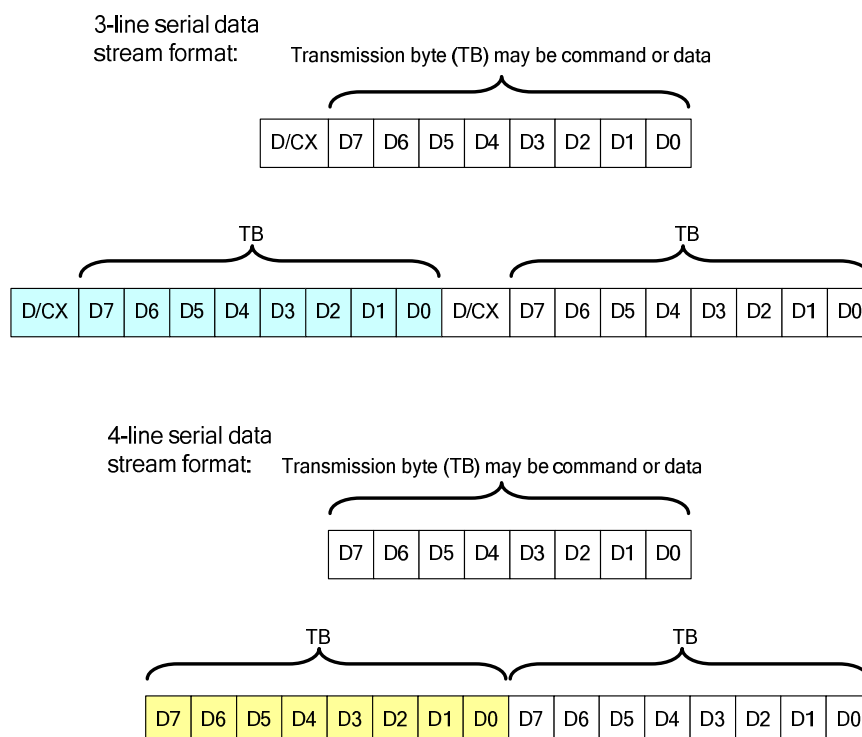 3-line serial data
stream format:
Transmission byte (TB) may be command or data
D/CX D7 D6 D5 D4 D3 D2 D1 D0
TB TB
D/CX D7 D6 D5 D4 D3 D2 D1 D0 D/CX D7 D6 D5 D4 D3 D2 D1 D0
4-line serial data
stream format:
Transmission byte (TB) may be command or data
D7 D6 D5 D4 D3 D2 D1 D0
TB TB
D7 D6 D5 D4 D3 D2 D1 D0 D7 D6 D5 D4 D3 D2 D1 D0